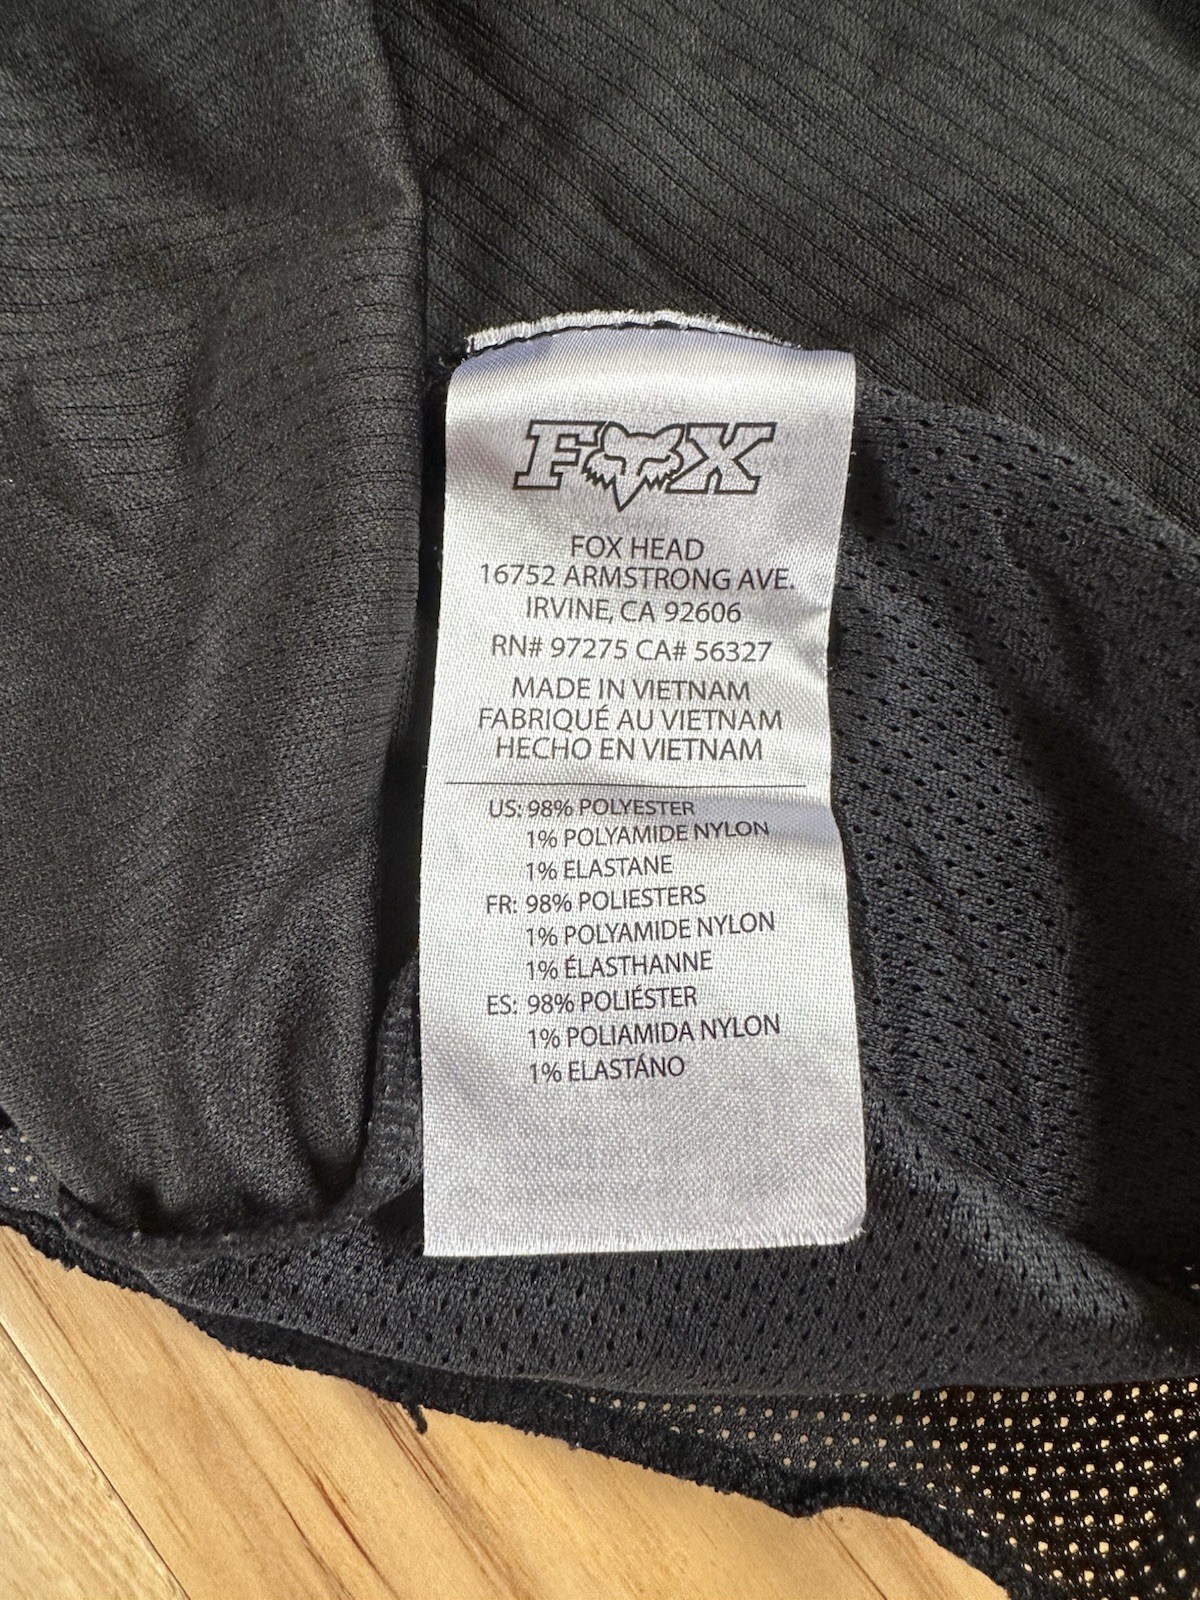 FOX
FOX HEAD
16752 ARMSTRONG AVE.
IRVINE, CA 92606
RN# 97275 CA# 56327
MADE IN VIETNAM
FABRIQUÉ AU VIETNAM
HECHO EN VIETNAM
US: 98% POLYESTER
1% POLYAMIDE NYLON
1% ELASTANE
FR: 98% POLIESTERS
1% POLYAMIDE NYLON
1% ÉLASTHANNE
ES: 98% POLIÉSTER
1% POLIAMIDA NYLON
1% ELASTÁNO